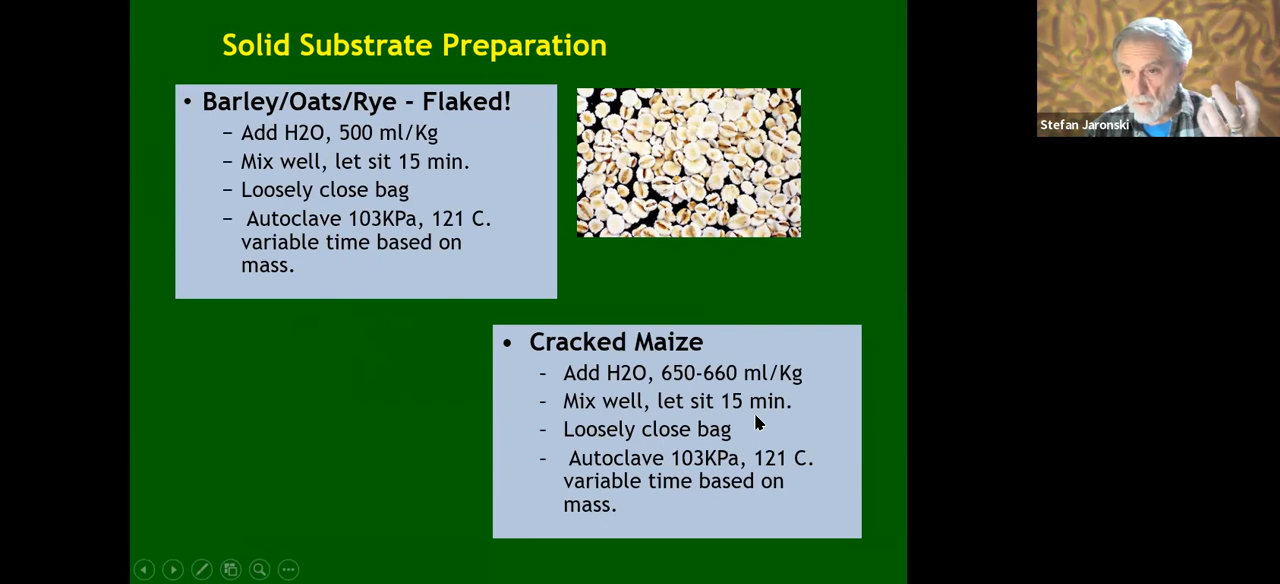 Solid Substrate Preparation
• Barley/Oats/Rye - Flaked!
– Add H2O, 500 ml/Kg
– Mix well, let sit 15 min.
– Loosely close bag
– Autoclave 103KPa, 121 C.
variable time based on
mass.
• Cracked Maize
- Add H2O, 650-660 ml/Kg
- Mix well, let sit 15 min.
- Loosely close bag
- Autoclave 103KPa, 121 C.
variable time based on
mass.
Stefan Jaronski